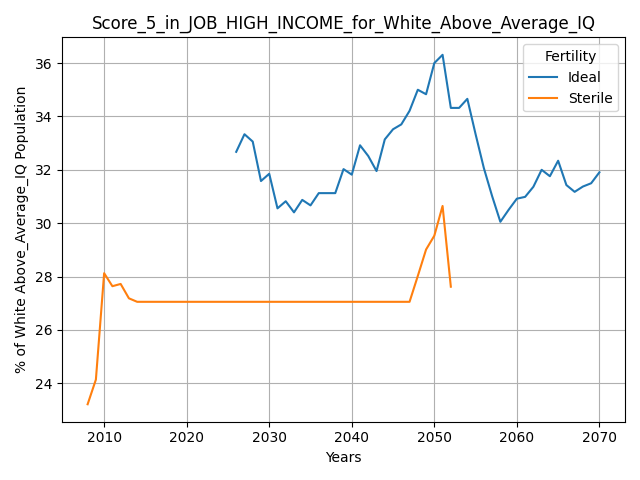 Score_5_in_JOB_HIGH_INCOME_for_White_Above_Average_IQ
% of White Above_Average_IQ Population
36
34
32
30
28
26
24
Fertility
Ideal
Sterile
2010 2020 2030 2040 2050 2060 2070
Years